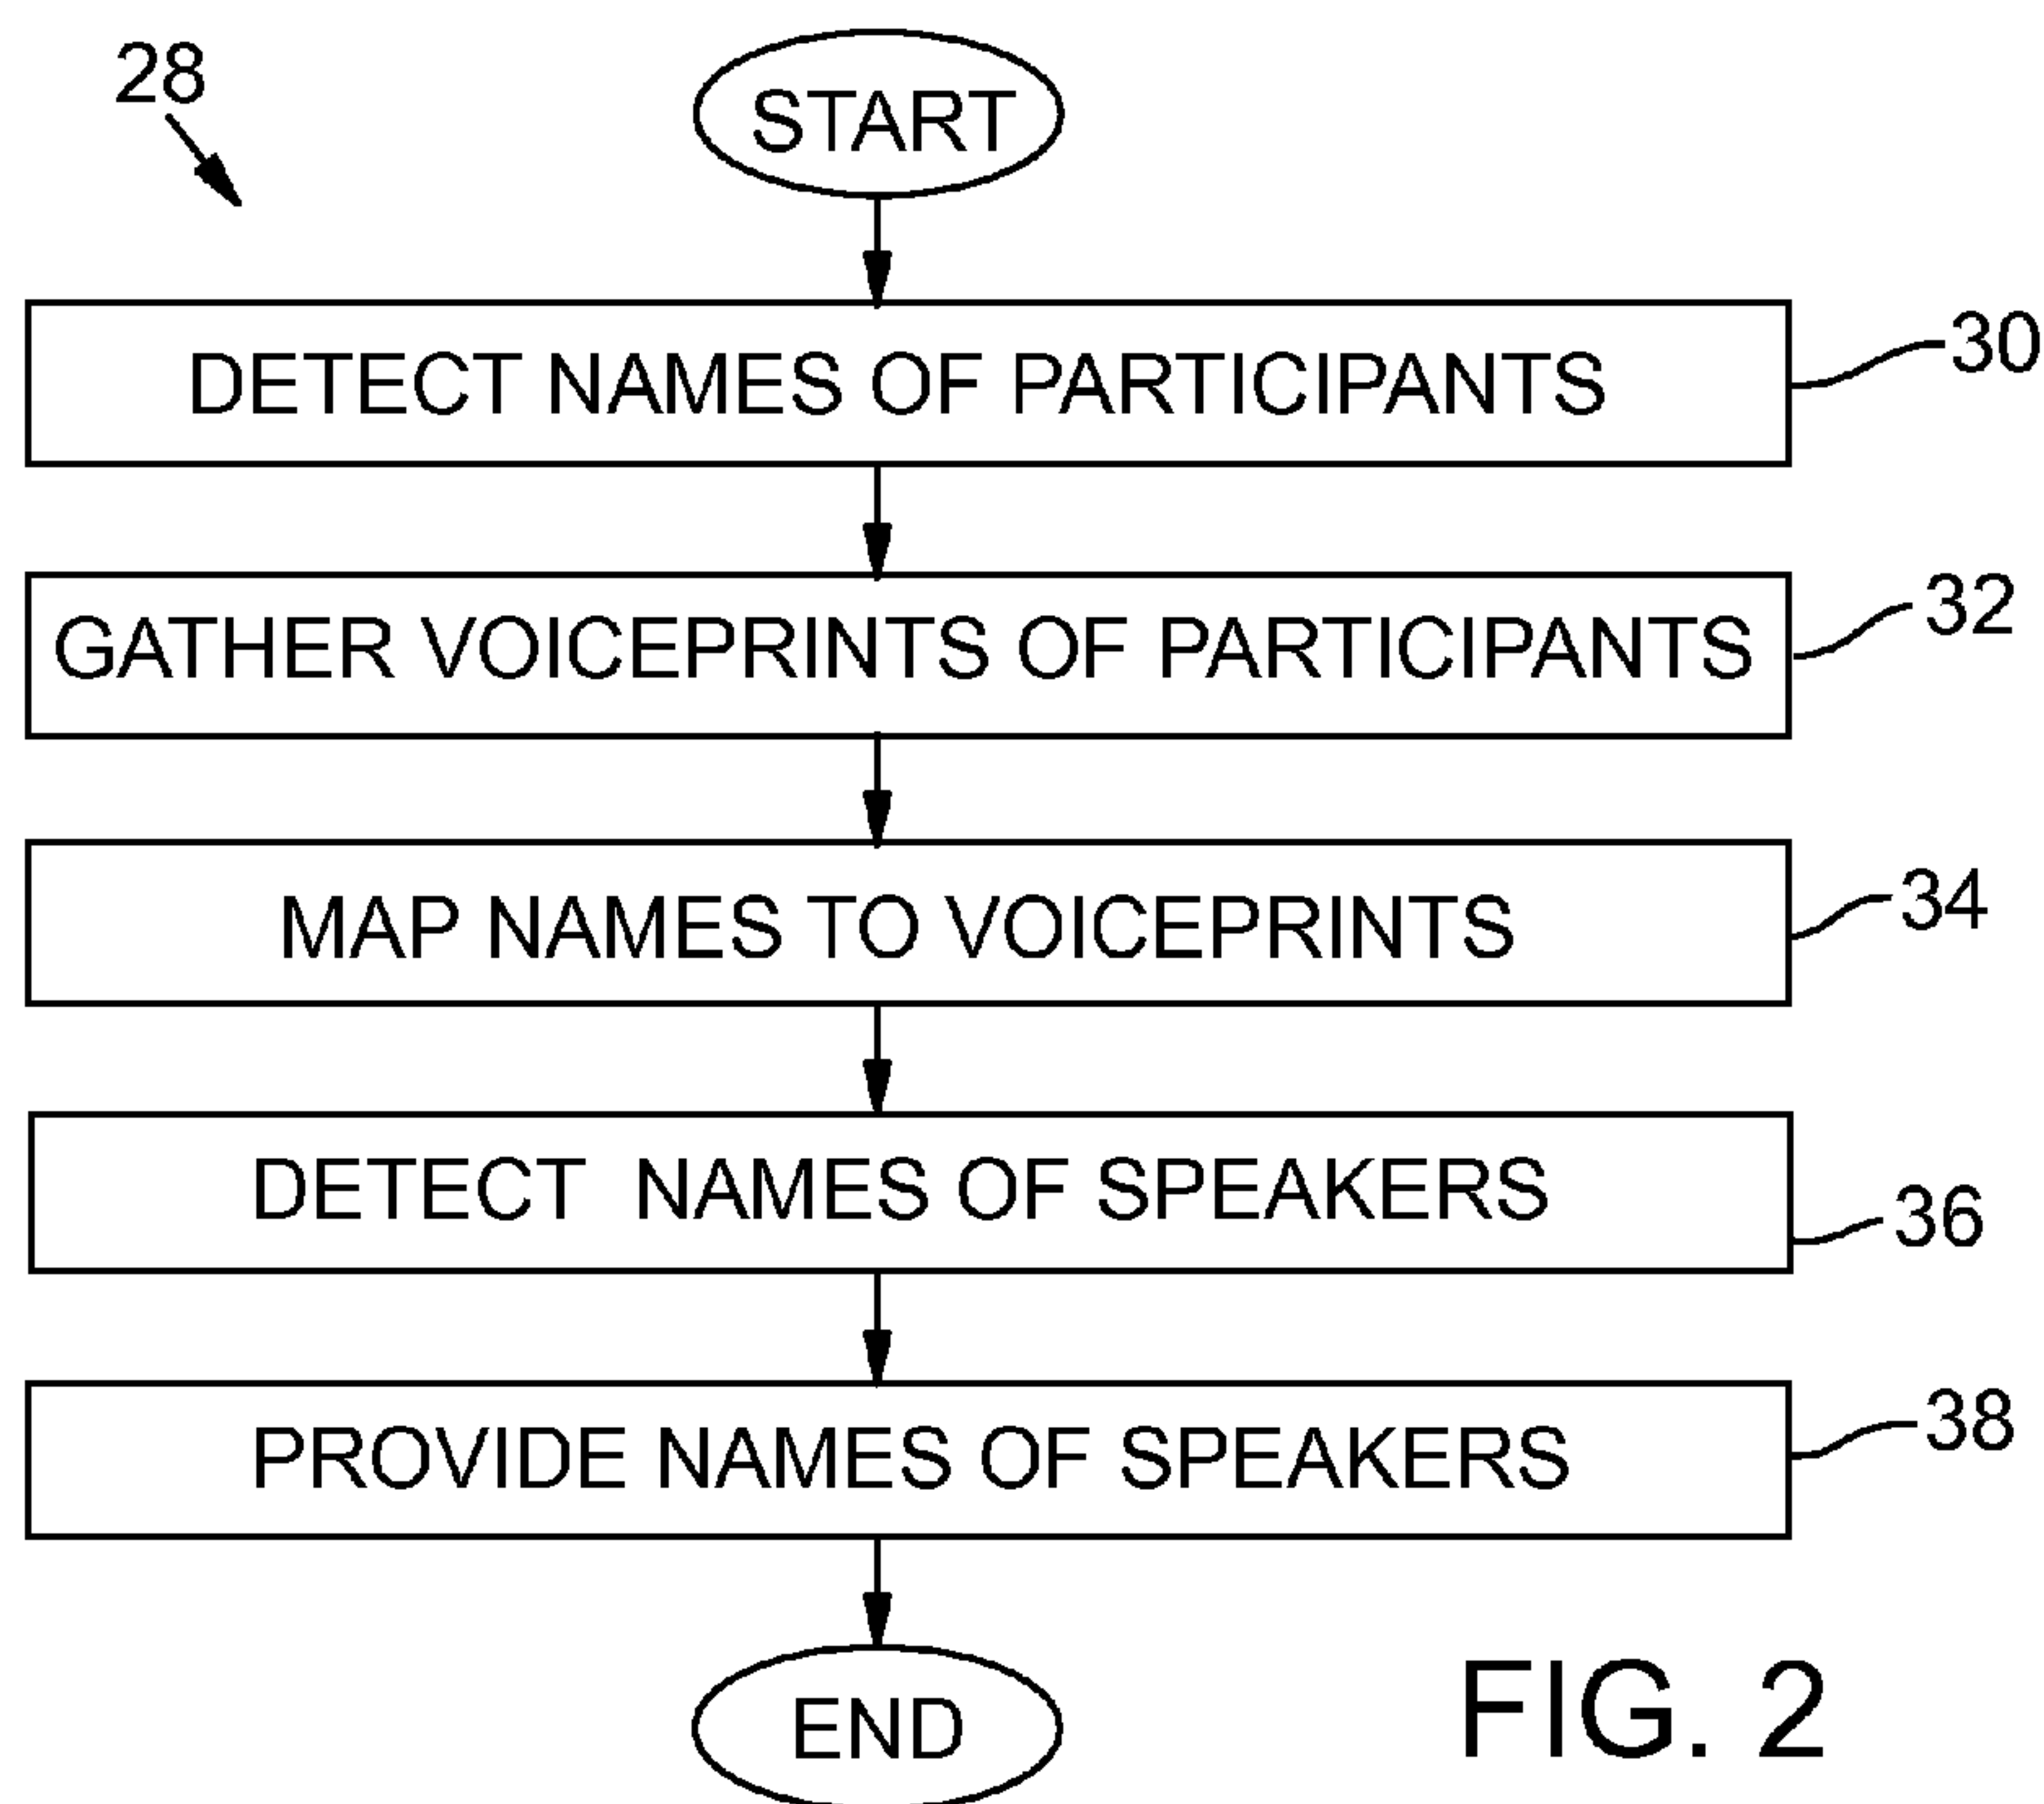 28
START
DETECT NAMES OF PARTICIPANTS
30
GATHER VOICEPRINTS OF PARTICIPANTS
32
MAP NAMES TO VOICEPRINTS
34
DETECT NAMES OF SPEAKERS
36
PROVIDE NAMES OF SPEAKERS
38
END
FIG. 2